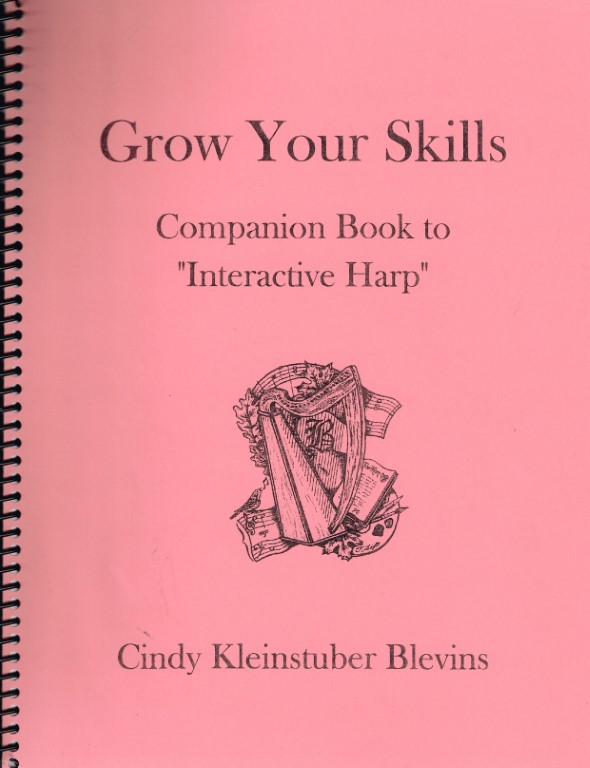 Grow Your Skills
Companion Book to
"Interactive Harp"
B
Cindy Kleinstuber Blevins